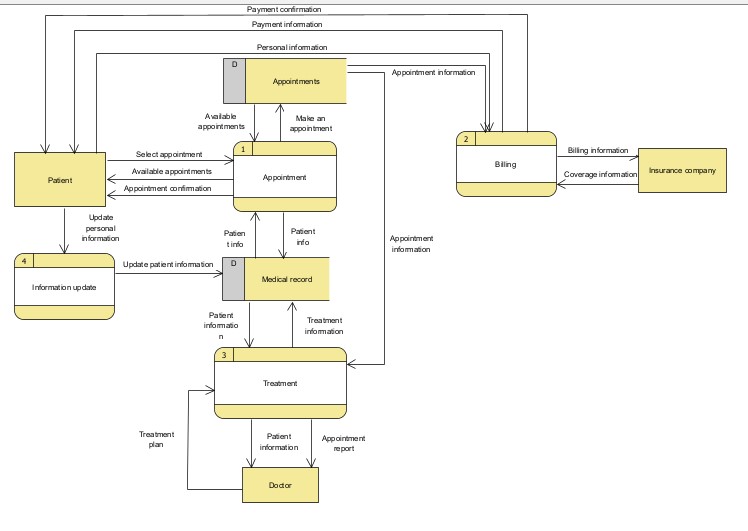 Payment confirmation
Payment information
Personal information
D
Appointments
Appointment information
Available
appointments
Make an
appointment
1
Appointment
2
Billing
Billing information
Coverage information
Insurance company
Select appointment
Available appointments
Appointment confirmation
Patient
Update
personal
information
Patien
t info
Patient
info
Appointment
information
4
Information update
Update patient information
D
Medical record
Patient
informatio
n
Treatment
information
3
Treatment
Treatment
plan
Patient
information
Appointment
report
Doctor